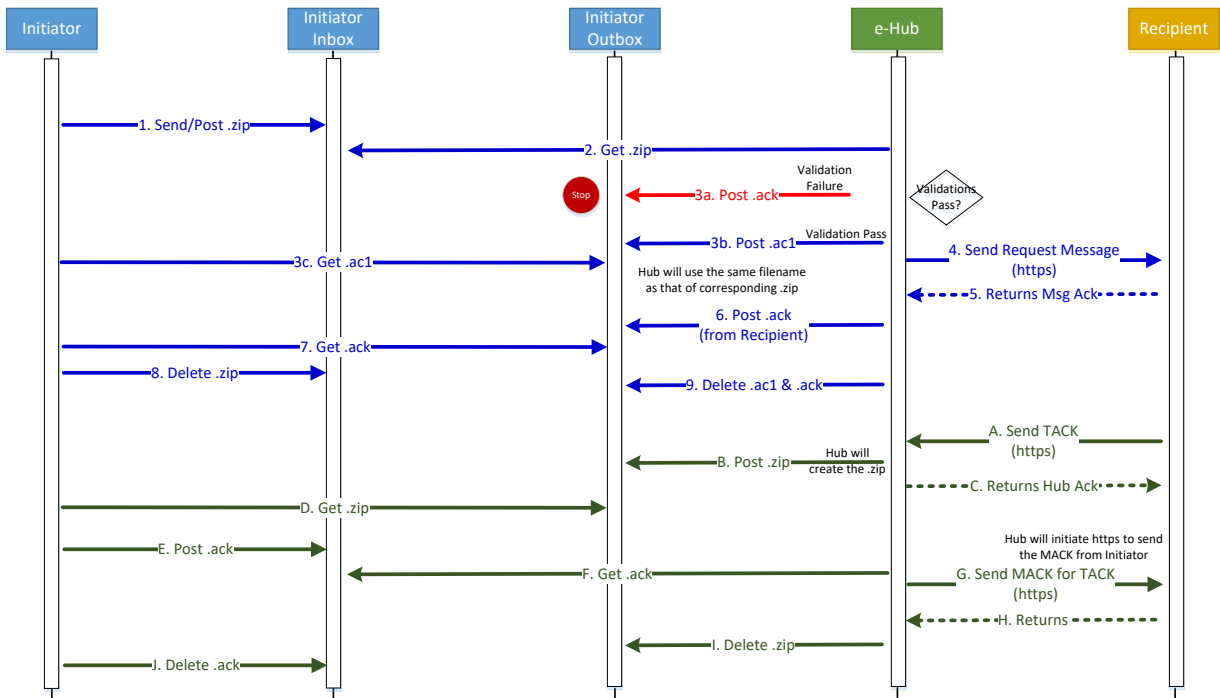 Initiator
Initiator
Inbox
Initiator
Outbox
e-Hub
Recipient
1. Send/Post .zip
2. Get .zip
Validation
Failure
Stop
3a. Post .ack
Validations
Pass?
3b. Post .ac1
Validation Pass
3c. Get .ac1
4. Send Request Message
(https)
Hub will use the same filename
as that of corresponding .zip
5. Returns Msg Ack
6. Post .ack
(from Recipient)
7. Get .ack
8. Delete .zip
9. Delete .ac1 & .ack
A. Send TACK
(https)
B. Post .zip
Hub will
create the .zip
C. Returns Hub Ack
D. Get .zip
E. Post .ack
Hub will initiate https to send
the MACK from Initiator
F. Get .ack
G. Send MACK for TACK
(https)
H. Returns
I. Delete .zip
J. Delete .ack